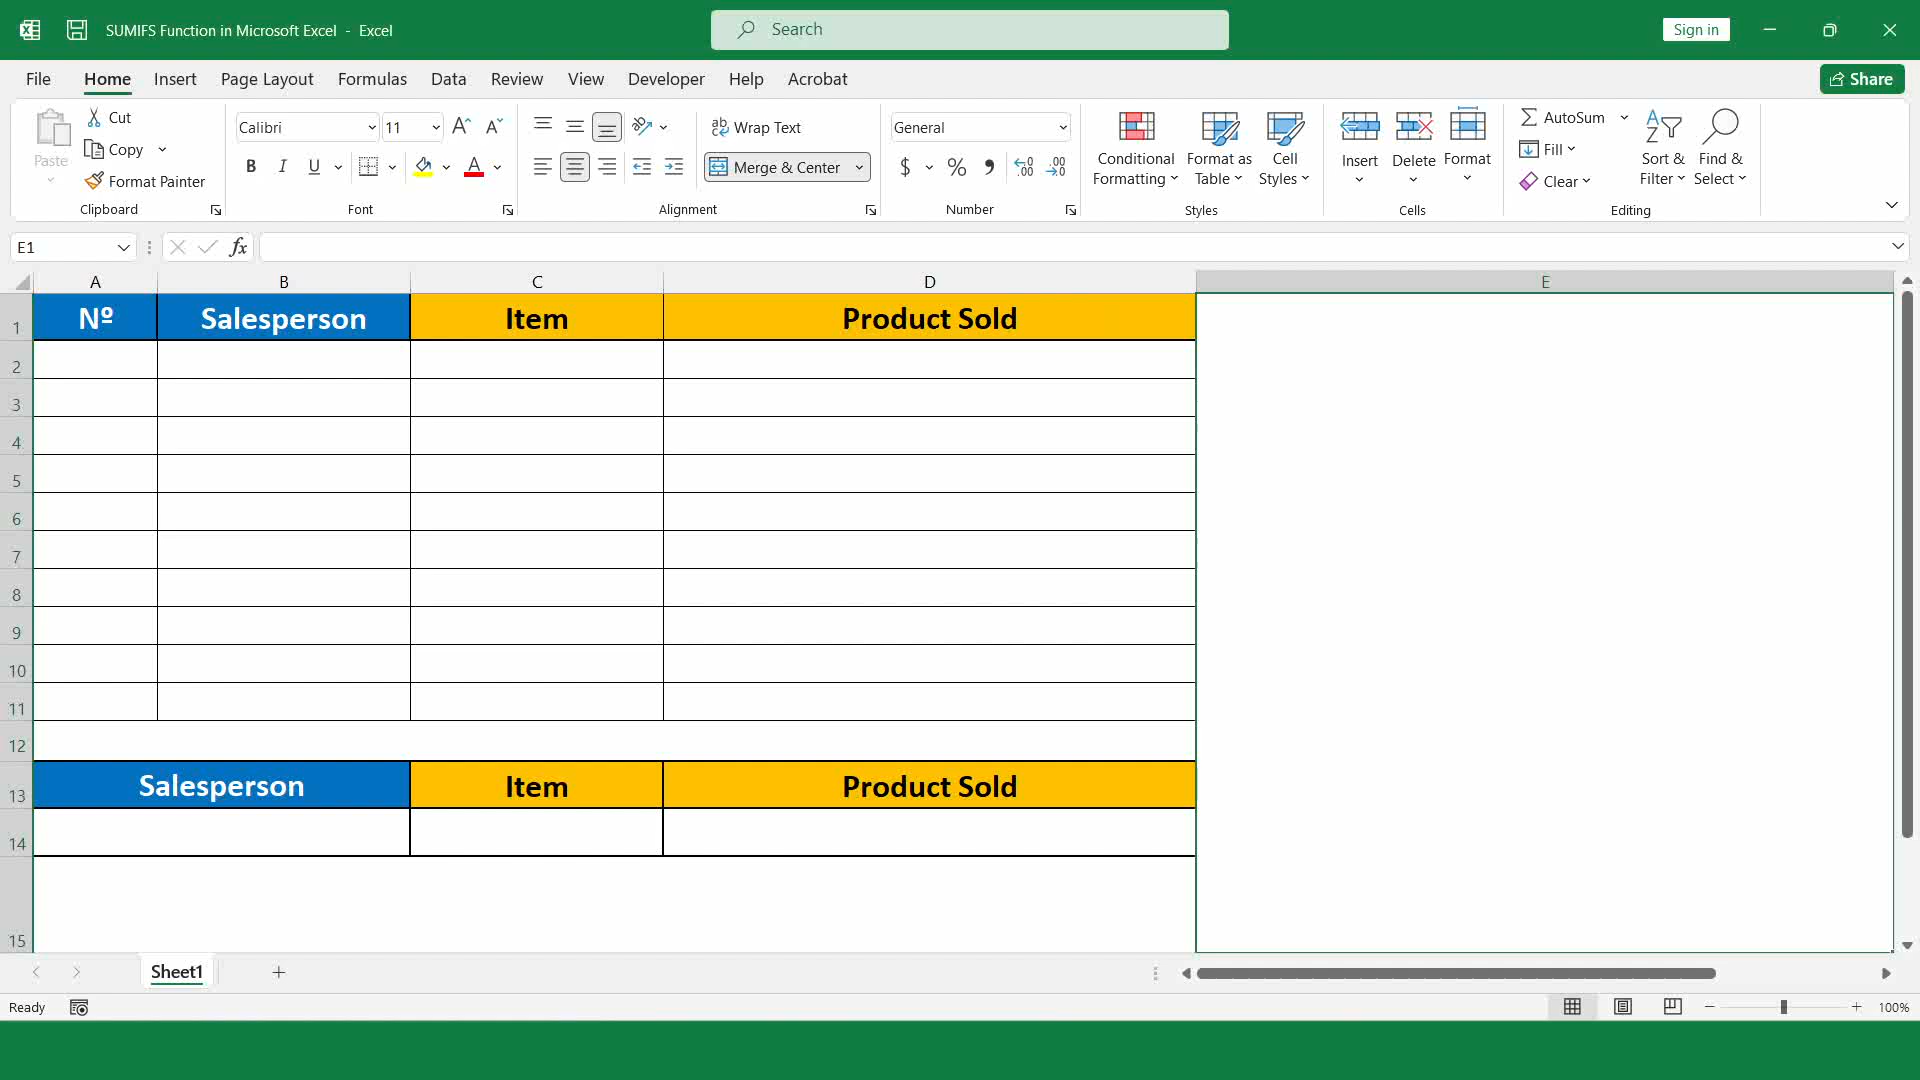 SUMIFS Function in Microsoft Excel - Excel
Search
Sign in
File Home Insert Page Layout Formulas Data Review View Developer Help Acrobat
Share
Paste
Cut
Copy
Format Painter
Clipboard
Calibri 11
B I U
Font
Wrap Text
Merge & Center
Alignment
General
$ % 
Number
Conditional Formatting
Format as Table
Cell Styles
Styles
Insert Delete Format
Cells
AutoSum
Fill
Clear
Sort & Filter
Find & Select
Editing
E1
fx
A B C D E
1 Nº Salesperson Item Product Sold
2
3
4
5
6
7
8
9
10
11
12
13 Salesperson Item Product Sold
14
15
Sheet1
Ready
100%